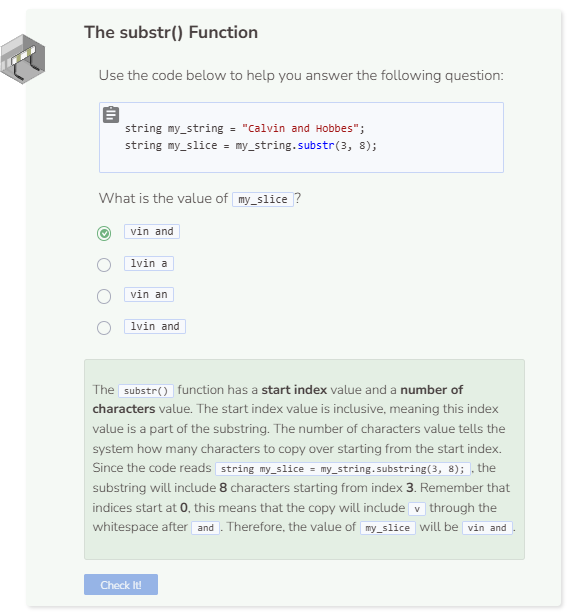 The substr() Function
Use the code below to help you answer the following question:
string my_string = "Calvin and Hobbes";
string my_slice = my_string.substr(3, 8);
What is the value of my_slice ?
vin and
lvin a
vin an
lvin and
The substr() function has a start index value and a number of
characters value. The start index value is inclusive, meaning this index
value is a part of the substring. The number of characters value tells the
system how many characters to copy over starting from the start index.
Since the code reads string my_slice = my_string.substring(3, 8); , the
substring will include 8 characters starting from index 3. Remember that
indices start at 0, this means that the copy will include v through the
whitespace after and . Therefore, the value of my_slice will be vin and .
Check It!